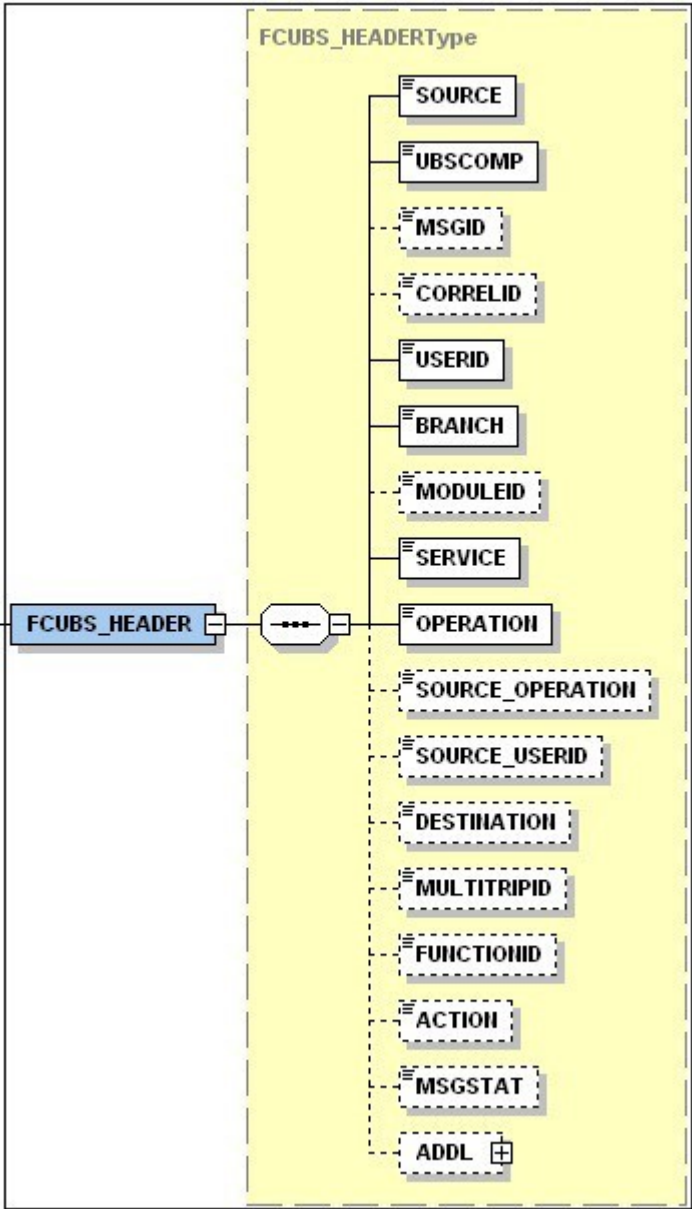 FCUBS_HEADERType
SOURCE
UBSCOMP
MSGID
CORRELID
USERID
BRANCH
MODULEID
SERVICE
FCUBS_HEADER
OPERATION
SOURCE_OPERATION
SOURCE_USERID
DESTINATION
MULTITRIPID
FUNCTIONID
ACTION
MSGSTAT
ADDL